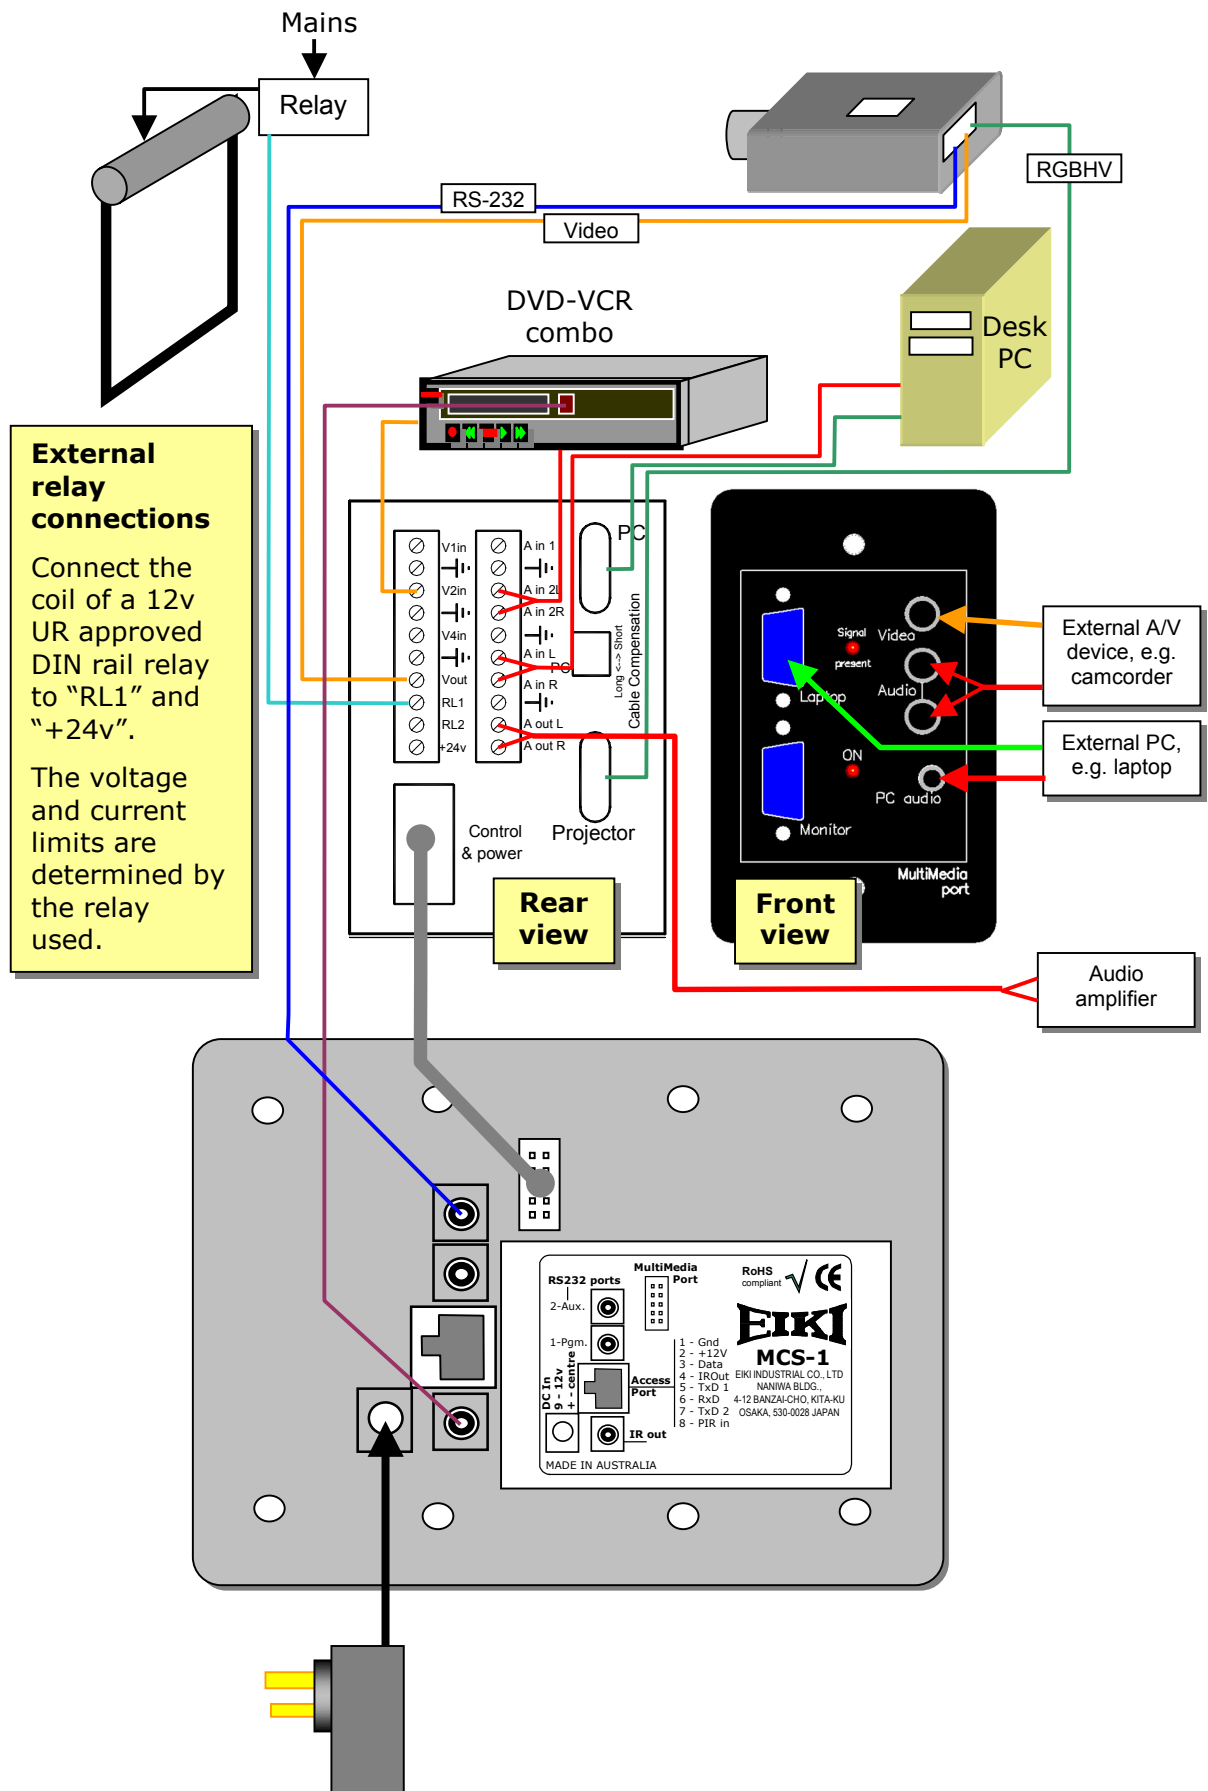 Mains
Relay
RGBHV
RS-232
Video
DVD-VCR
combo
Desk
PC
External
relay
connections
Connect the
coil of a 12v
UR approved
DIN rail relay
to “RL1” and
“+24v”.
The voltage
and current
limits are
determined by
the relay
used.
V1in
V2in
V4in
Vout
RL1
RL2
+24v
A in 1
A in 2L
A in 2R
A in L
PC
A in R
A out L
A out R
PC
Long <--> Short
Cable Compensation
Projector
Control
& power
Rear
view
Signal
present
Video
Audio
Laptop
ON
PC audio
Monitor
MultiMedia
port
Front
view
External A/V
device, e.g.
camcorder
External PC,
e.g. laptop
Audio
amplifier
MultiMedia
Port
RS232 ports
2-Aux.
1-Pgm.
DC In
9 - 12v
+ - centre
Access
Port
IR out
MADE IN AUSTRALIA
1 - Gnd
2 - +12V
3 - Data
4 - IROut
5 - TxD 1
6 - RxD
7 - TxD 2
8 - PIR in
RoHS
compliant
CE
EIKI
MCS-1
EIKI INDUSTRIAL CO., LTD
NANIWA BLDG.,
4-12 BANZAI-CHO, KITA-KU
OSAKA, 530-0028 JAPAN